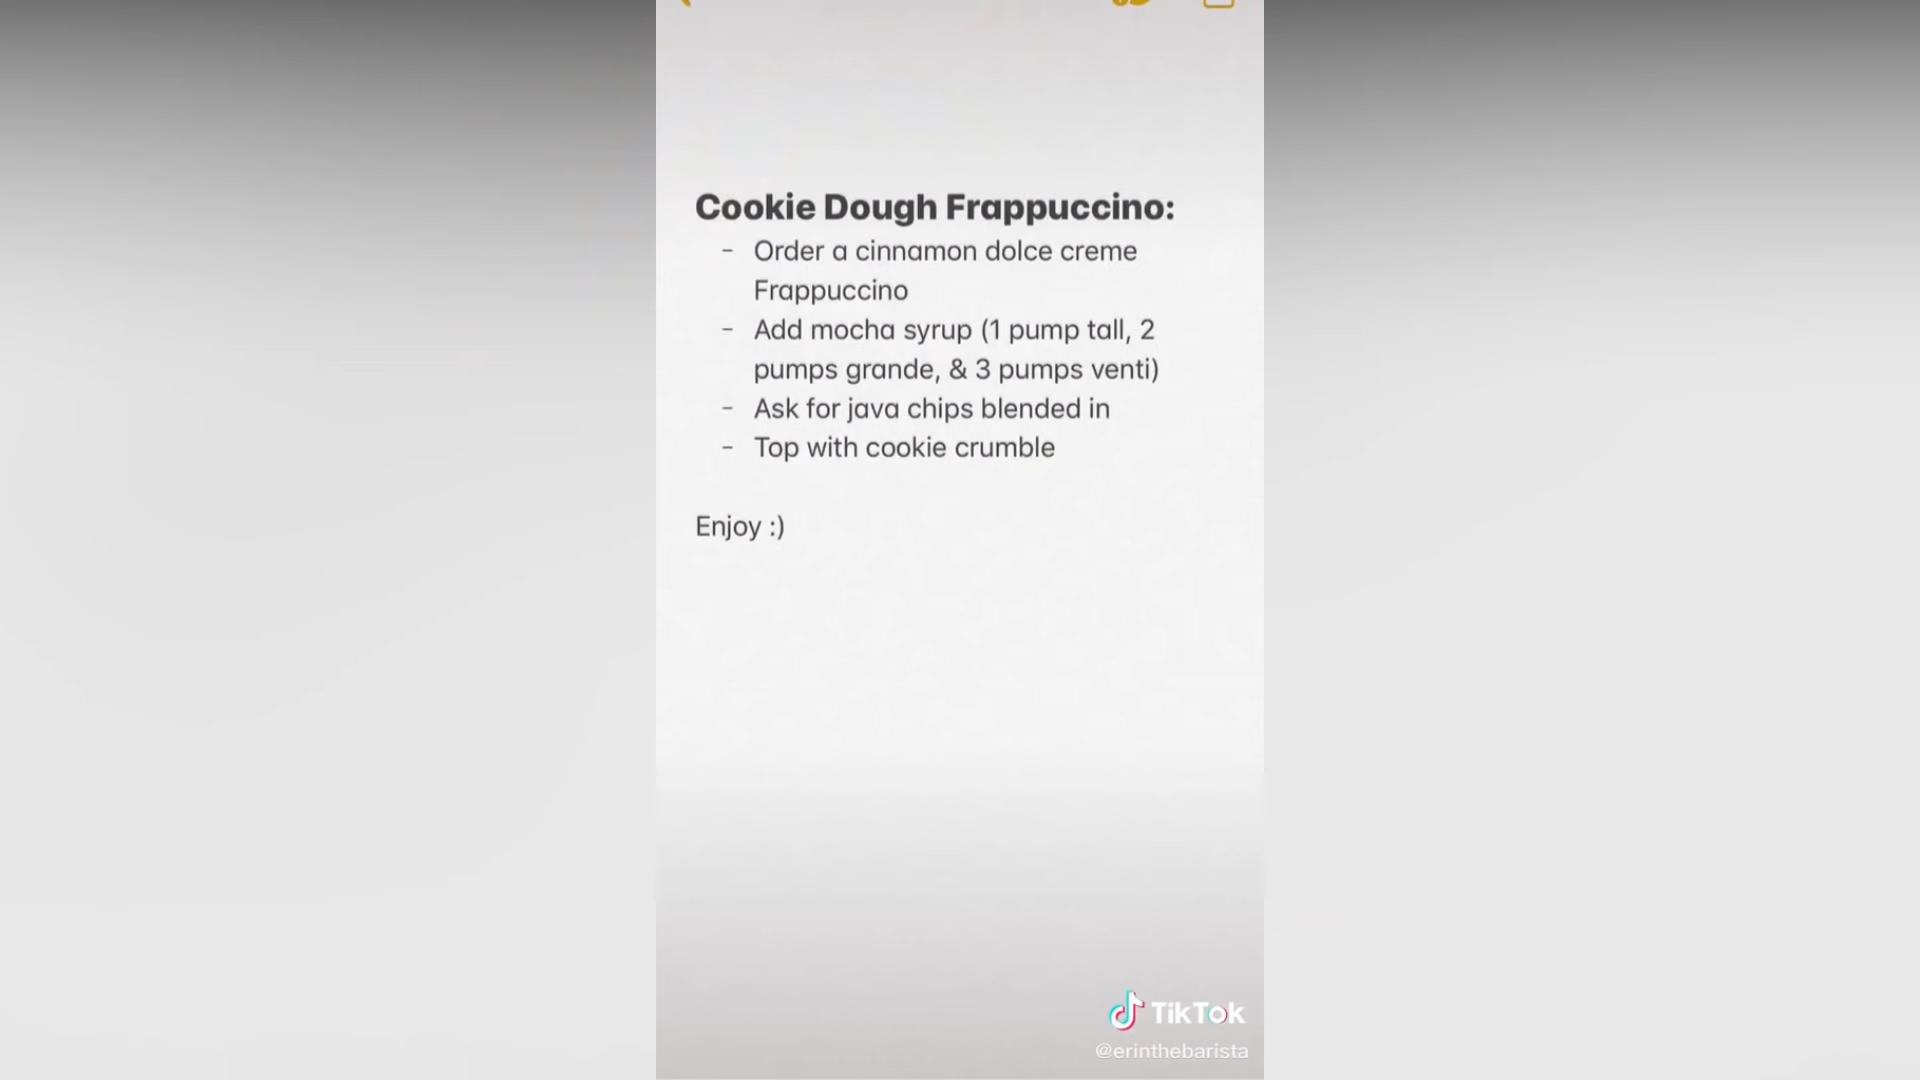 Cookie Dough Frappuccino:
- Order a cinnamon dolce creme
Frappuccino
- Add mocha syrup (1 pump tall, 2
pumps grande, & 3 pumps venti)
- Ask for java chips blended in
- Top with cookie crumble
Enjoy :)
TikTok
@erinthebarista